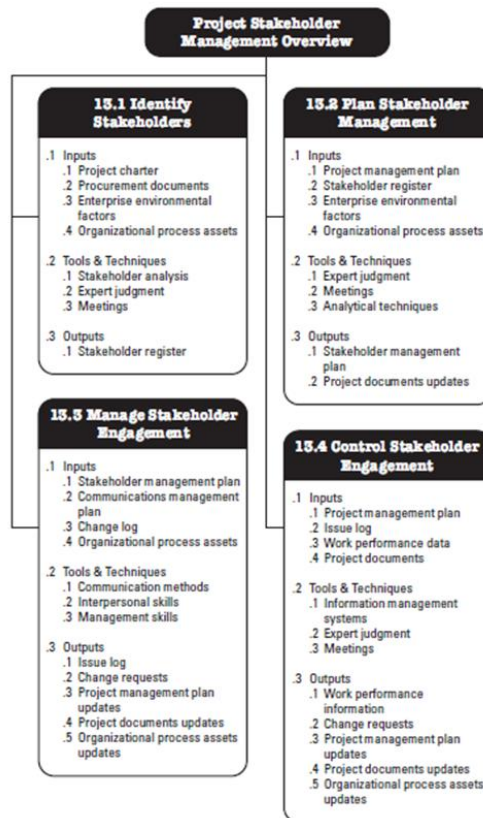 Project Stakeholder
Management Overview
13.1 Identify
Stakeholders
.1 Inputs
.1 Project charter
.2 Procurement documents
.3 Enterprise environmental
factors
.4 Organizational process assets
.2 Tools & Techniques
.1 Stakeholder analysis
.2 Expert judgment
.3 Meetings
.3 Outputs
.1 Stakeholder register
13.2 Plan Stakeholder
Management
.1 Inputs
.1 Project management plan
.2 Stakeholder register
.3 Enterprise environmental
factors
.4 Organizational process assets
.2 Tools & Techniques
.1 Expert judgment
.2 Meetings
.3 Analytical techniques
.3 Outputs
.1 Stakeholder management
plan
.2 Project documents updates
13.3 Manage Stakeholder
Engagement
.1 Inputs
.1 Stakeholder management plan
.2 Communications management
plan
.3 Change log
.4 Organizational process assets
.2 Tools & Techniques
.1 Communication methods
.2 Interpersonal skills
.3 Management skills
.3 Outputs
.1 Issue log
.2 Change requests
.3 Project management plan
updates
.4 Project documents updates
.5 Organizational process assets
updates
13.4 Control Stakeholder
Engagement
.1 Inputs
.1 Project management plan
.2 Issue log
.3 Work performance data
.4 Project documents
.2 Tools & Techniques
.1 Information management
systems
.2 Expert judgment
.3 Meetings
.3 Outputs
.1 Work performance
information
.2 Change requests
.3 Project management plan
updates
.4 Project documents updates
.5 Organizational process assets
updates